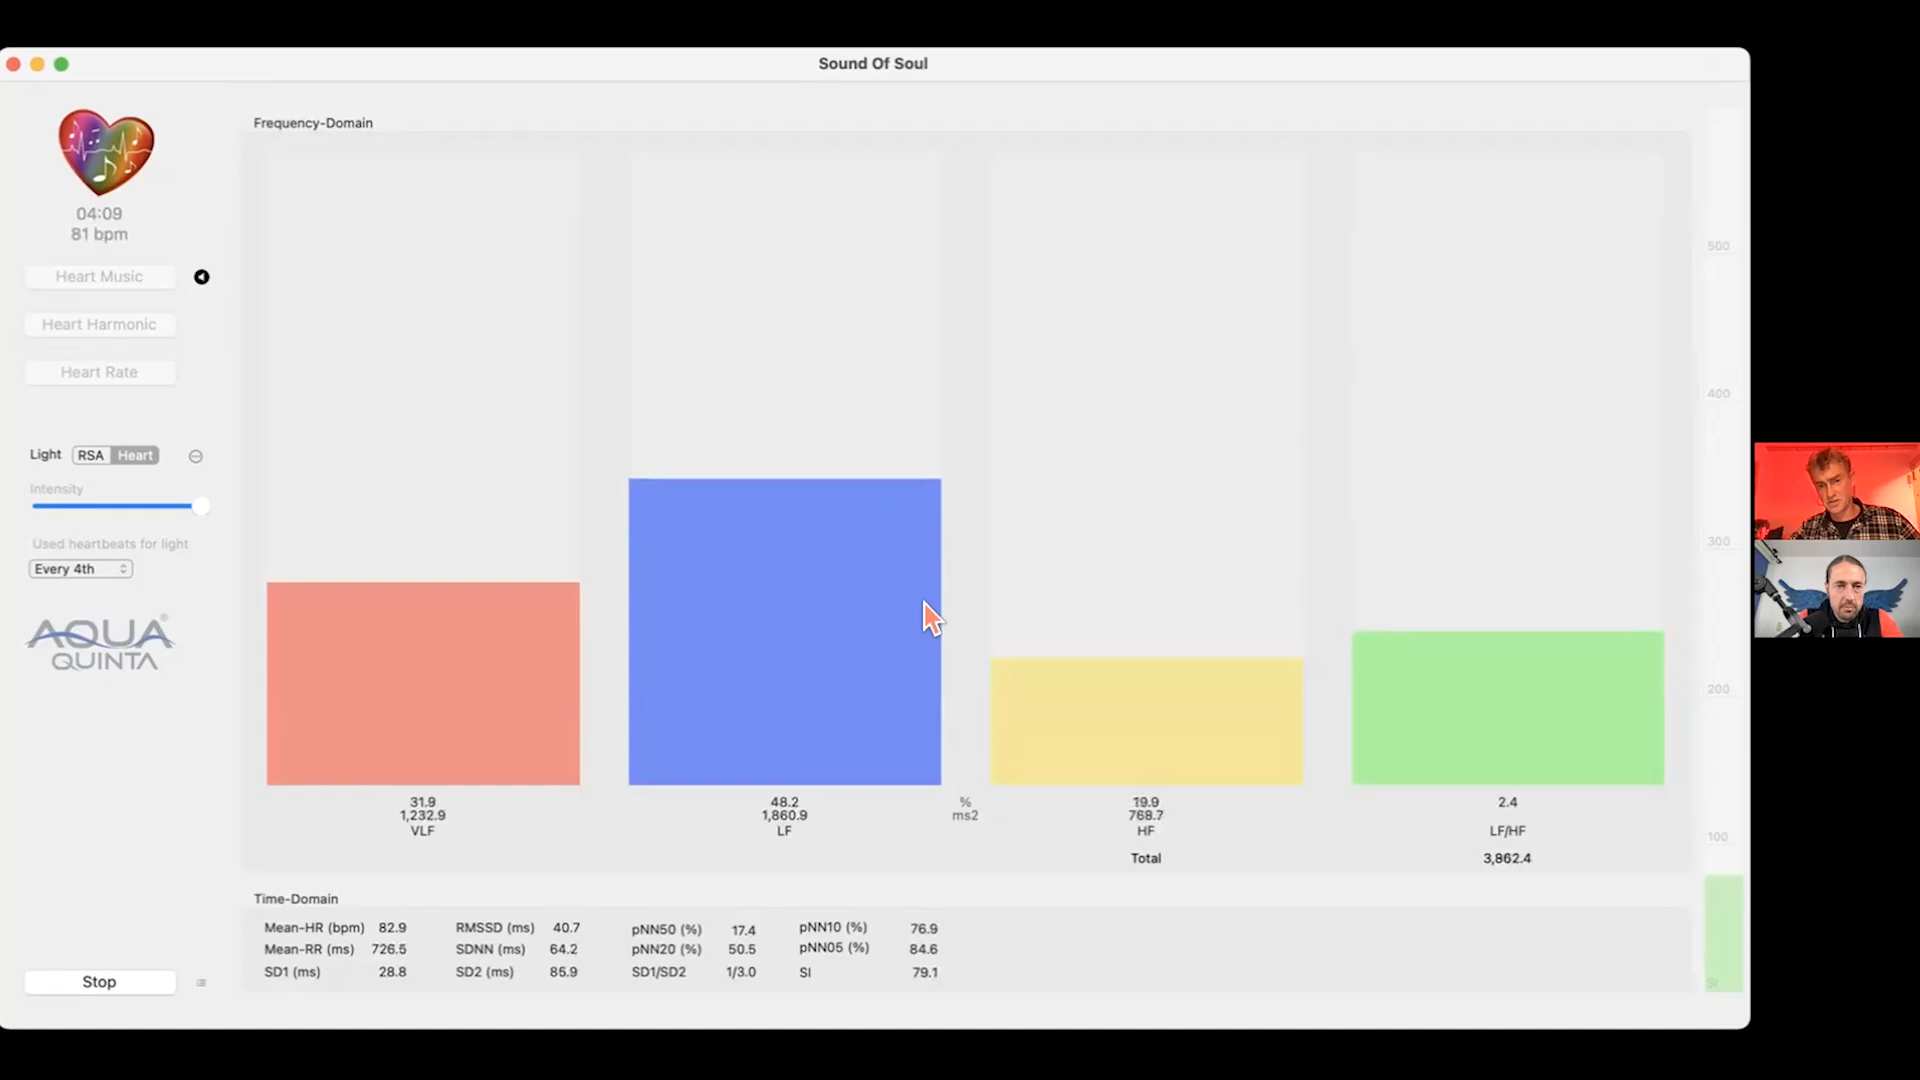 Sound Of Soul
04:09
81 bpm
Heart Music
Heart Harmonic
Heart Rate
Light RSA Heart
Intensity
Used heartbeats for light
Every 4th
AQUA®
QUINTA
Stop
Frequency-Domain
31.9 48.2 % 19.9 2.4
1,232.9 1,860.9 ms2 768.7
VLF LF HF LF/HF
Total 3,862.4
Time-Domain
Mean-HR (bpm) 82.9 RMSSD (ms) 40.7 pNN50 (%) 17.4 pNN10 (%) 76.9
Mean-RR (ms) 726.5 SDNN (ms) 64.2 pNN20 (%) 50.5 pNN05 (%) 84.6
SD1 (ms) 28.8 SD2 (ms) 85.9 SD1/SD2 1/3.0 SI 79.1
500
400
300
200
100
SI